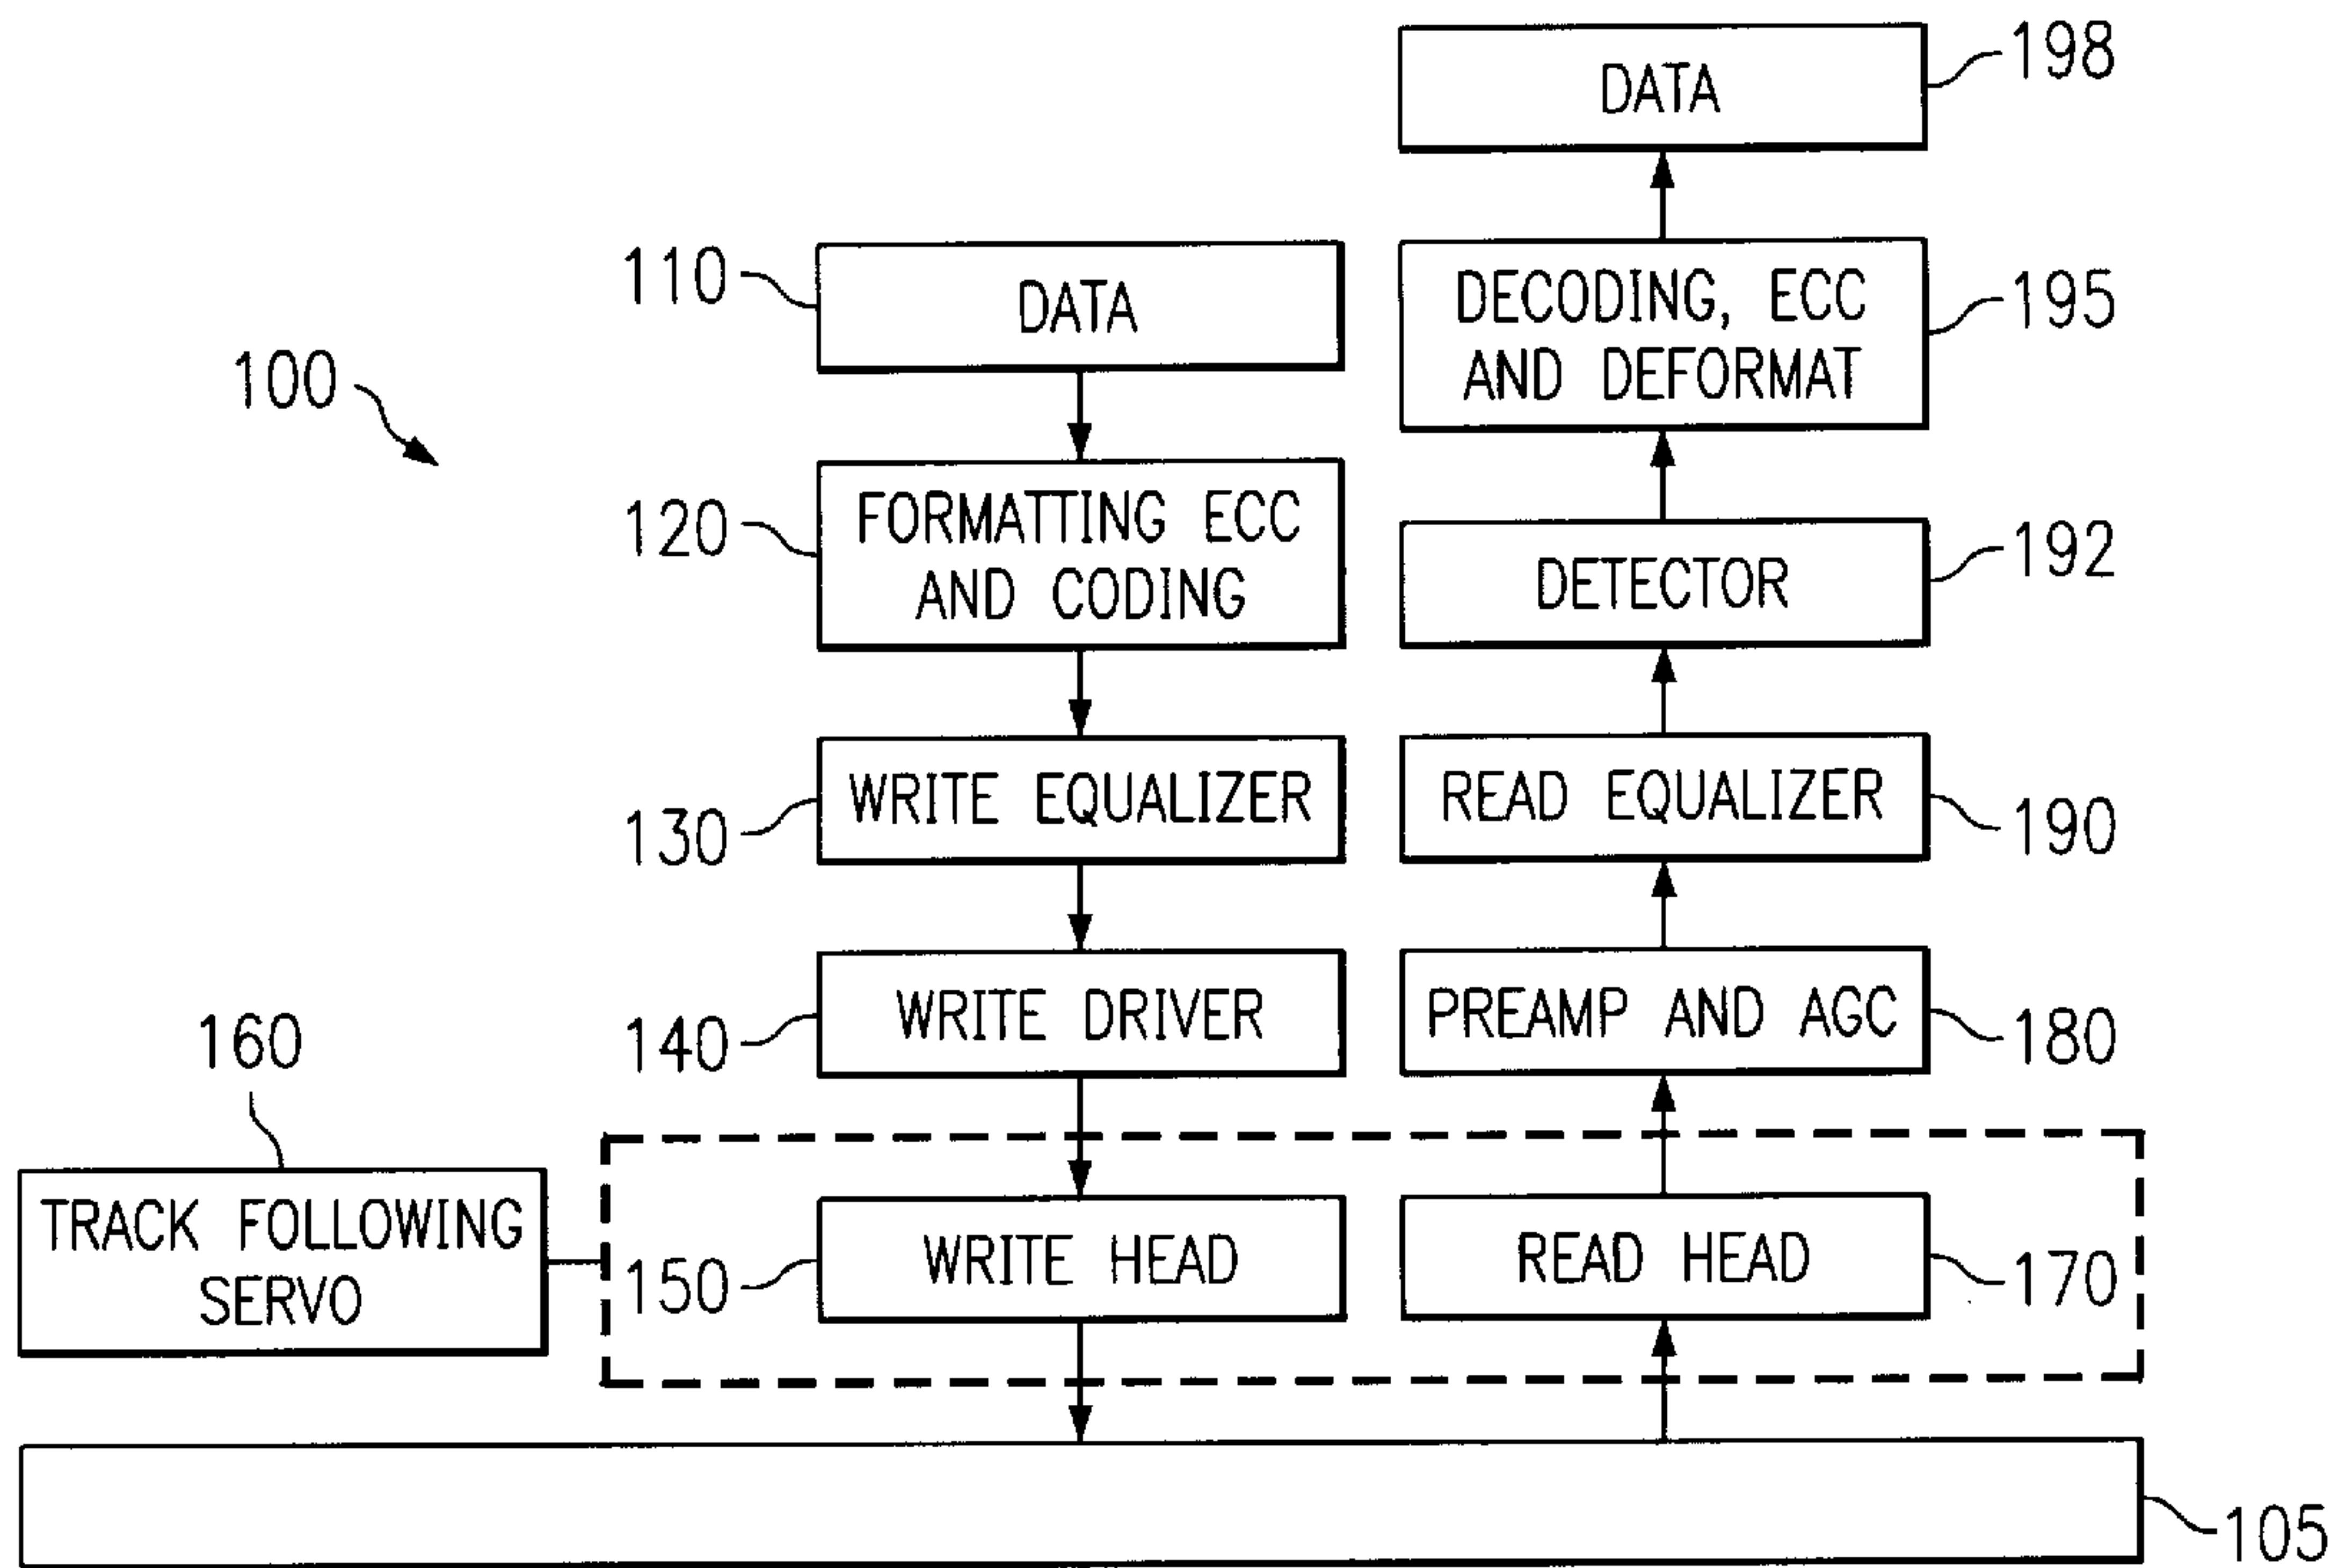 DATA
198
110
DATA
DECODING, ECC
AND DEFORMAT
195
100
120
FORMATTING ECC
AND CODING
DETECTOR
192
130
WRITE EQUALIZER
READ EQUALIZER
190
140
WRITE DRIVER
PREAMP AND AGC
180
160
TRACK FOLLOWING
SERVO
150
WRITE HEAD
READ HEAD
170
105